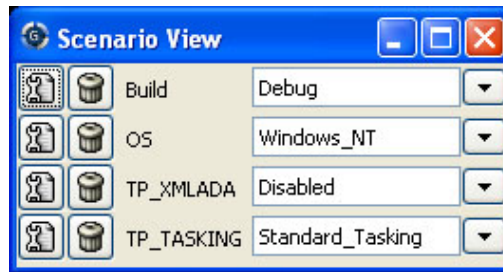 Scenario View
Build Debug
OS Windows_NT
TP_XMLADA Disabled
TP_TASKING Standard_Tasking